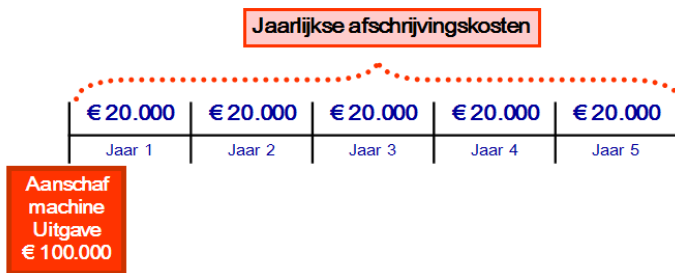 Jaarlijkse afschrijvingskosten
€ 20.000 € 20.000 € 20.000 € 20.000 € 20.000
Jaar 1 Jaar 2 Jaar 3 Jaar 4 Jaar 5
Aanschaf
machine
Uitgave
€ 100.000